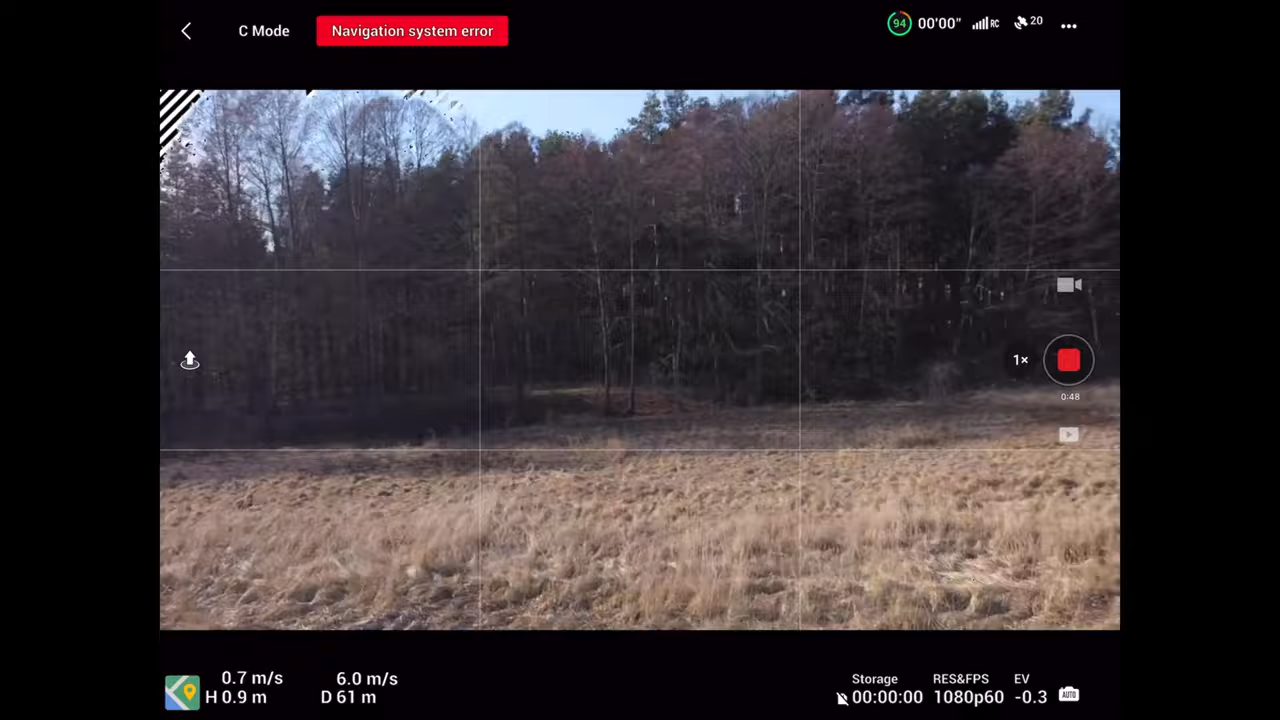 C Mode
Navigation system error
94
00'00"
RC
20
1×
0:48
0.7 m/s
H 0.9 m
6.0 m/s
D 61 m
Storage
00:00:00
RES&FPS
1080p60
EV
-0.3
AUTO